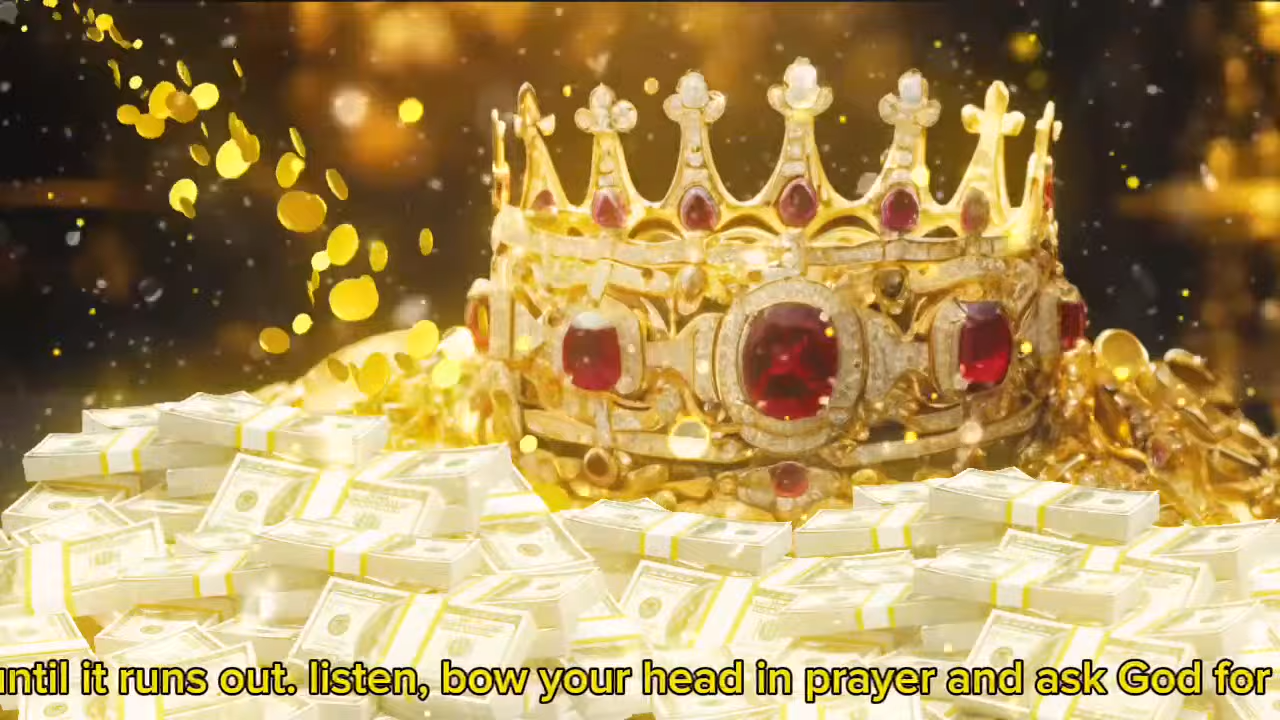 until it runs out. listen, bow your head in prayer and ask God for